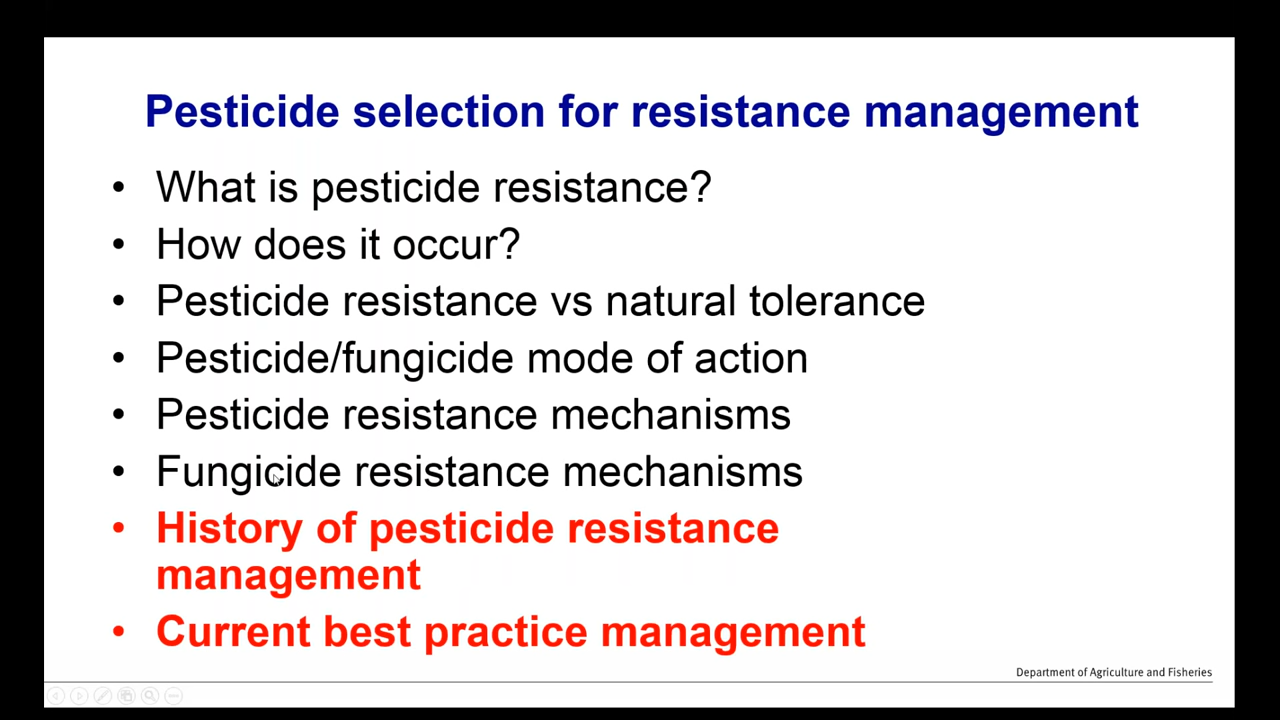 Pesticide selection for resistance management
• What is pesticide resistance?
• How does it occur?
• Pesticide resistance vs natural tolerance
• Pesticide/fungicide mode of action
• Pesticide resistance mechanisms
• Fungicide resistance mechanisms
• History of pesticide resistance
management
• Current best practice management
Department of Agriculture and Fisheries